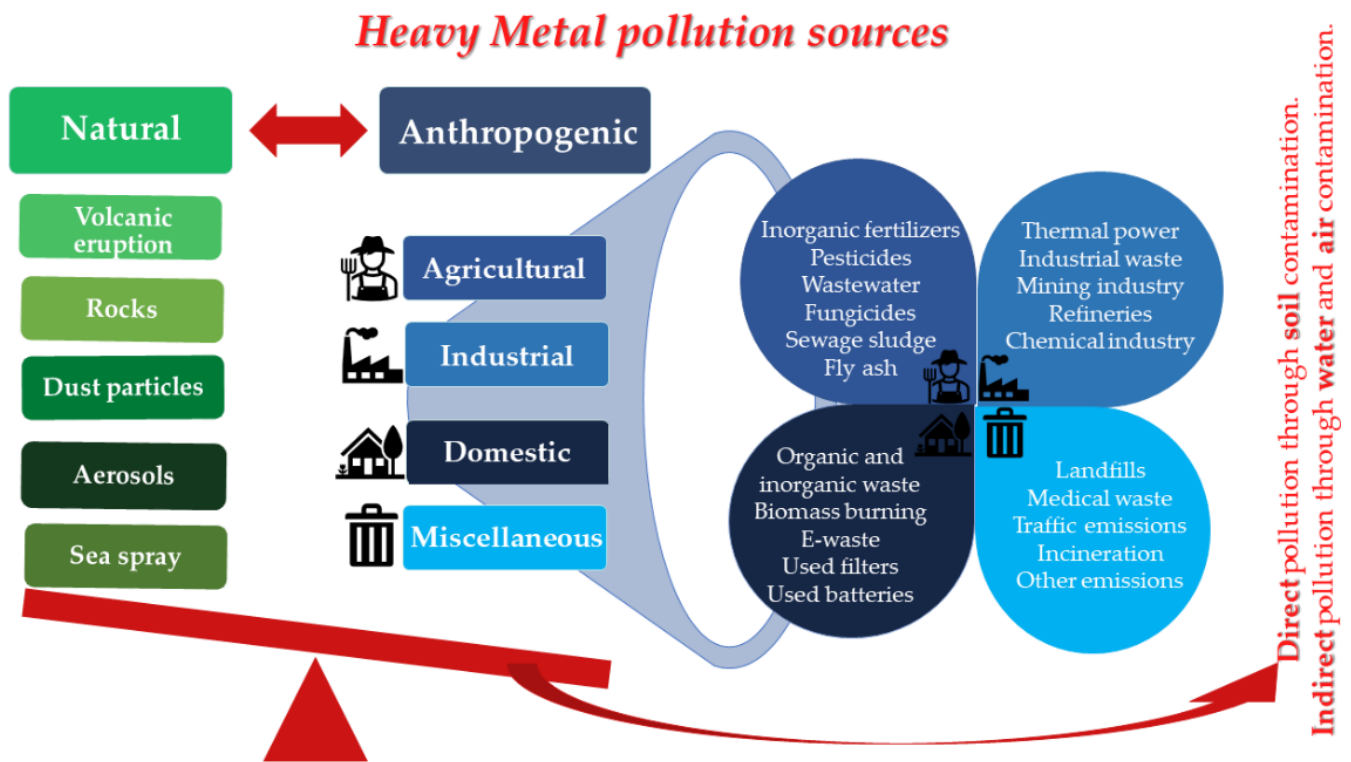 Heavy Metal pollution sources
Natural
Anthropogenic
Volcanic
eruption
Rocks
Dust particles
Aerosols
Sea spray
Agricultural
Industrial
Domestic
Miscellaneous
Inorganic fertilizers
Pesticides
Wastewater
Fungicides
Sewage sludge
Fly ash
Thermal power
Industrial waste
Mining industry
Refineries
Chemical industry
Organic and
inorganic waste
Biomass burning
E-waste
Used filters
Used batteries
Landfills
Medical waste
Traffic emissions
Incineration
Other emissions
Direct pollution through soil contamination.
Indirect pollution through water and air contamination.